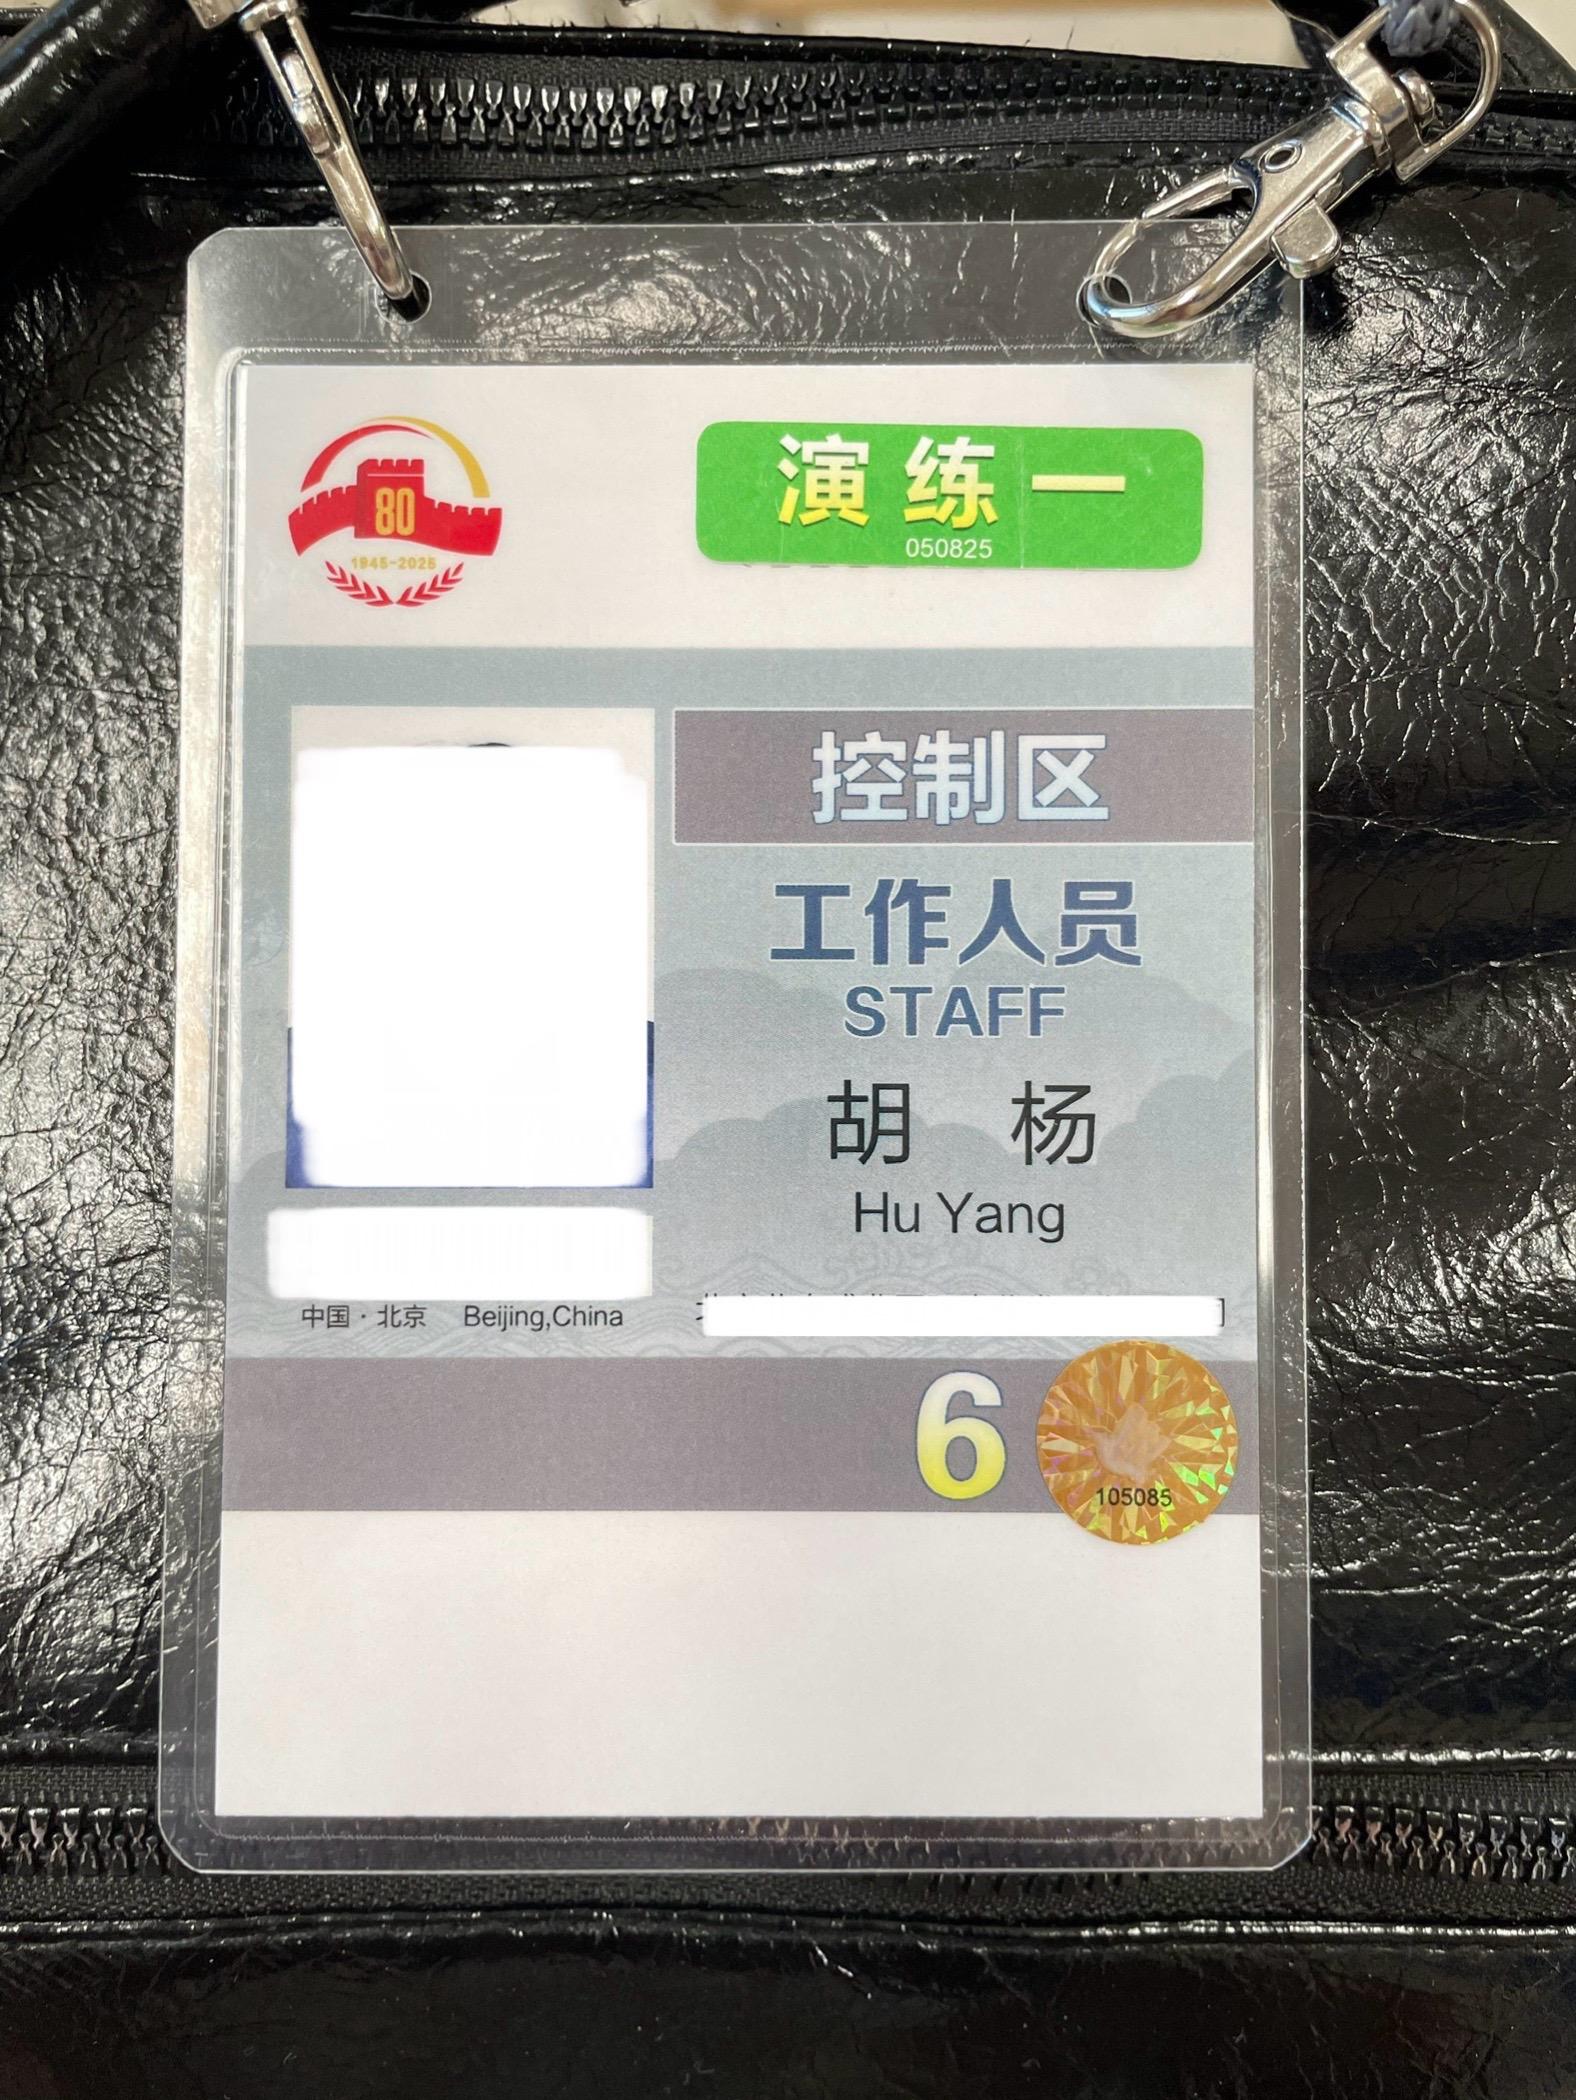 80
1945-2025
演练一
050825
控制区
工作人员
STAFF
胡 杨
Hu Yang
中国·北京 Beijing,China
6
105085